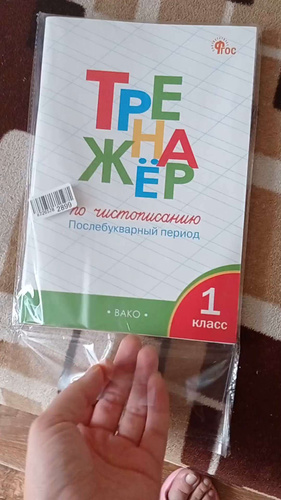 ФГОС
ТРЕ
НА
ЖЁР
по чистописанию
Послебукварный период
• ВАКО •
1
класс